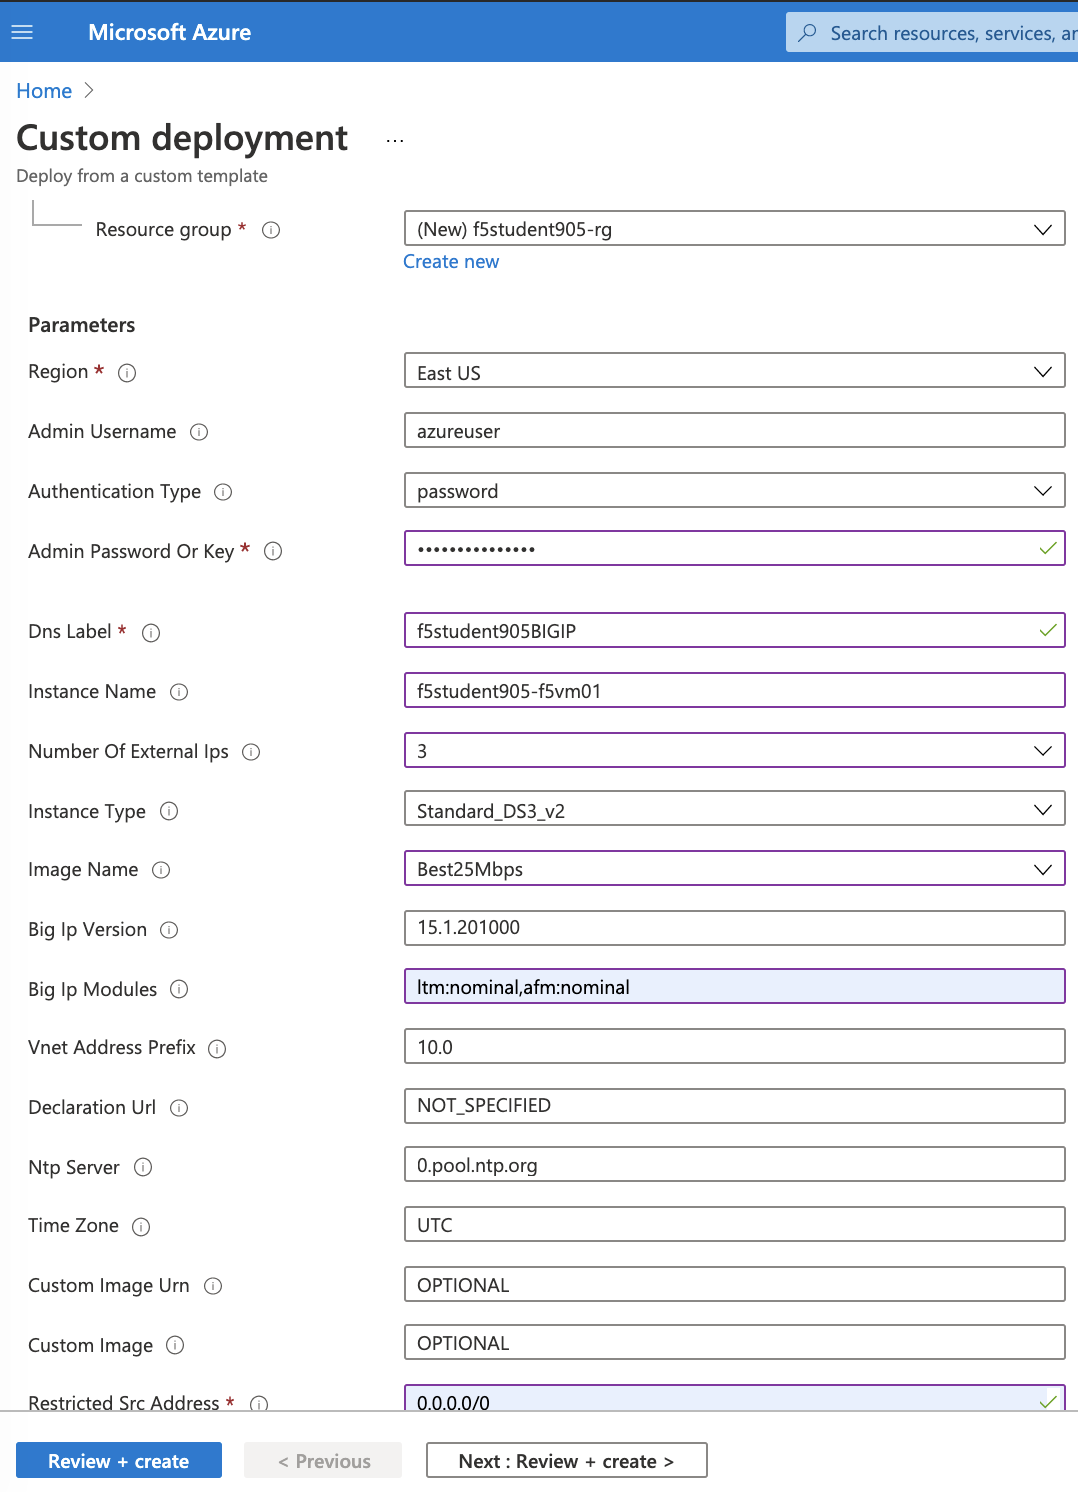 Microsoft Azure
Search resources, services, ar
Home
Custom deployment ...
Deploy from a custom template
Resource group * (New) f5student905-rg
Create new
Parameters
Region * East US
Admin Username azureuser
Authentication Type password
Admin Password Or Key * •••••••••••••••
Dns Label * f5student905BIGIP
Instance Name f5student905-f5vm01
Number Of External Ips 3
Instance Type Standard_DS3_v2
Image Name Best25Mbps
Big Ip Version 15.1.201000
Big Ip Modules ltm:nominal,afm:nominal
Vnet Address Prefix 10.0
Declaration Url NOT_SPECIFIED
Ntp Server 0.pool.ntp.org
Time Zone UTC
Custom Image Urn OPTIONAL
Custom Image OPTIONAL
Restricted Src Address * 0.0.0.0/0
Review + create
< Previous
Next : Review + create >